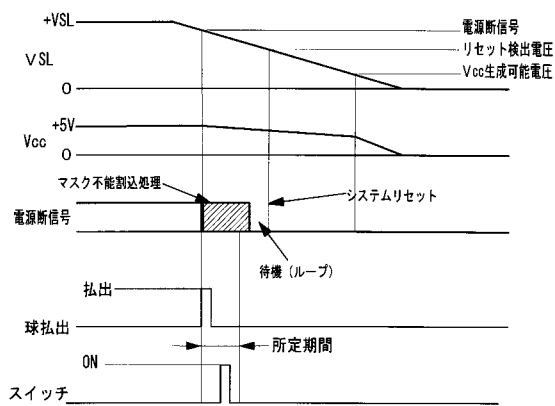 +VSL
VSL
0
電源断信号
リセット検出電圧
Vcc生成可能電圧
+5V
Vcc
0
マスク不能割込処理
システムリセット
電源断信号
待機(ループ)
払出
球払出
所定期間
ON
スイッチ